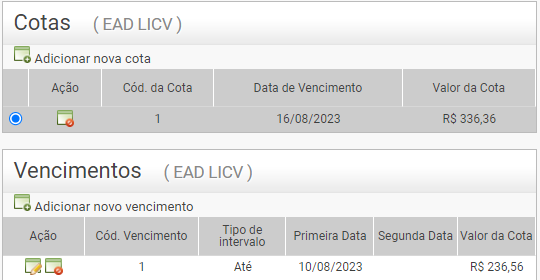 Cotas ( EAD LICV )
Adicionar nova cota
Ação Cód. da Cota Data de Vencimento Valor da Cota
1 16/08/2023 R$ 336,36
Vencimentos ( EAD LICV )
Adicionar novo vencimento
Ação Cód. Vencimento Tipo de intervalo Primeira Data Segunda Data Valor da Cota
1 Até 10/08/2023 R$ 236,56